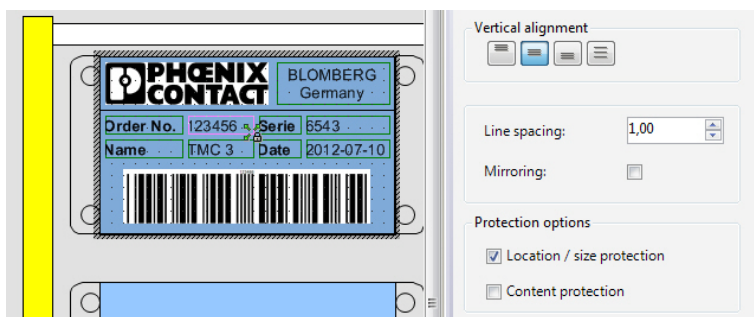 PHŒNIX
CONTACT
BLOMBERG
Germany
Order No. 123456 Serie 6543
Name TMC 3 Date 2012-07-10
Vertical alignment
Line spacing: 1,00
Mirroring:
Protection options
Location / size protection
Content protection